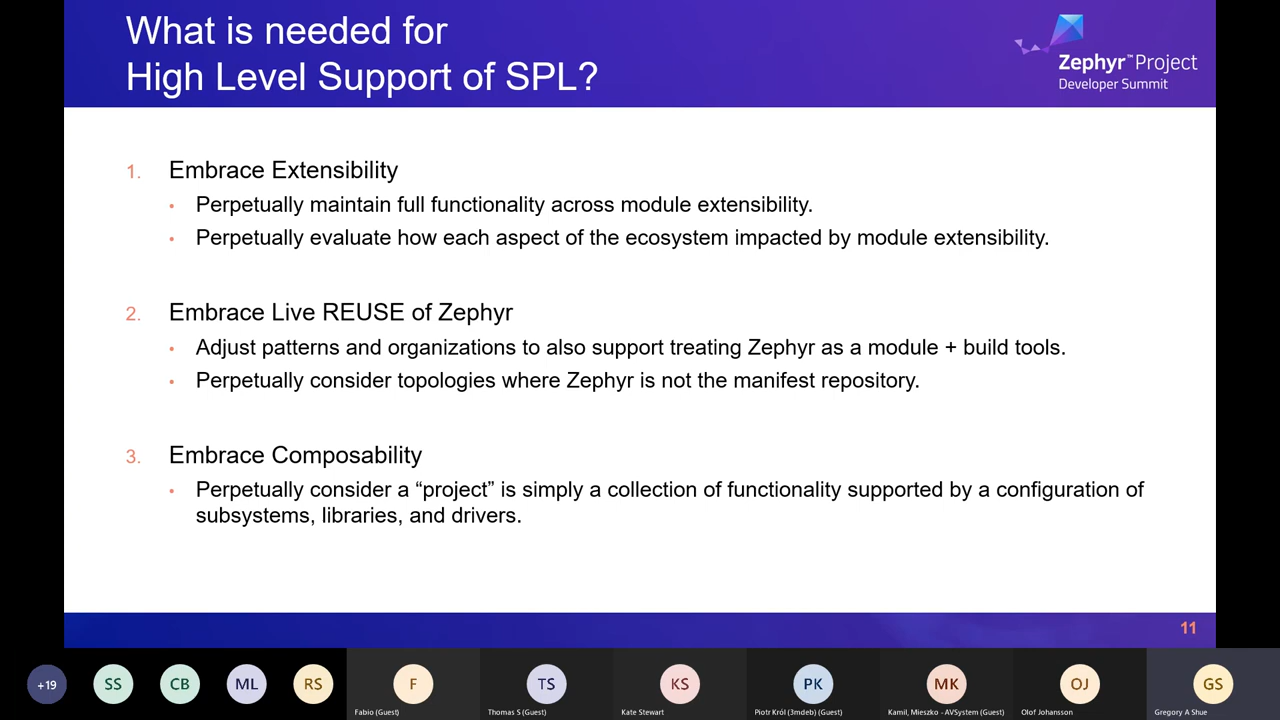 What is needed for
High Level Support of SPL?
Zephyr™Project
Developer Summit
1. Embrace Extensibility
• Perpetually maintain full functionality across module extensibility.
• Perpetually evaluate how each aspect of the ecosystem impacted by module extensibility.
2. Embrace Live REUSE of Zephyr
• Adjust patterns and organizations to also support treating Zephyr as a module + build tools.
• Perpetually consider topologies where Zephyr is not the manifest repository.
3. Embrace Composability
• Perpetually consider a “project” is simply a collection of functionality supported by a configuration of
subsystems, libraries, and drivers.
11
+19 SS CB ML RS F TS KS PK MK OJ GS
Fabio (Guest) Thomas S (Guest) Kate Stewart Piotr Król (3mdeb) (Guest) Kamil, Mieszko - AVSystem (Guest) Olof Johansson Gregory A Shue